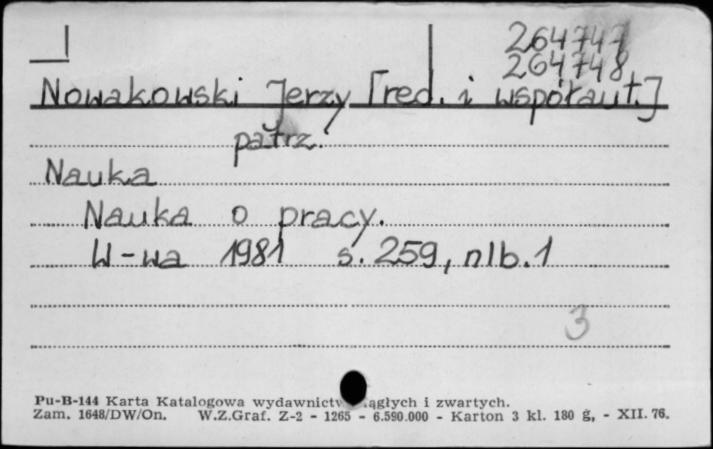 264747
264748
Nowakowski Jerzy [red. i współaut.]
patrz:
Nauka
Nauka o pracy.
W-wa 1981 s. 259, nlb. 1
3
Pu-B-144 Karta Katalogowa wydawnictw ciągłych i zwartych.
Zam. 1648/DW/On. W.Z.Graf. Z-2 - 1265 - 6.590.000 - Karton 3 kl. 180 g, - XII. 76.